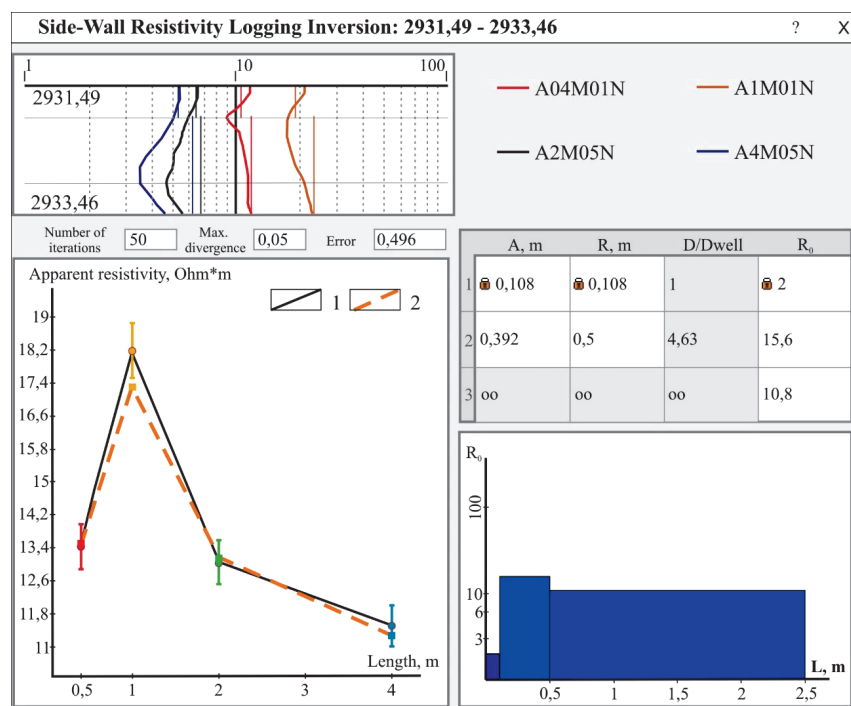 Side-Wall Resistivity Logging Inversion: 2931,49 - 2933,46 ? X
1 10 100
2931,49
2933,46
A04M01N A1M01N
A2M05N A4M05N
Number of iterations 50 Max. divergence 0,05 Error 0,496
Apparent resistivity, Ohm*m
1 2
19
18,2
17,4
16,6
15,8
15
14,2
13,4
12,6
11,8
11
Length, m
0,5 1 2 3 4
A, m R, m D/Dwell R₀
1 0,108 0,108 1 2
2 0,392 0,5 4,63 15,6
3 oo oo oo 10,8
R₀
100
10
6
3
L, m
0,5 1 1,5 2 2,5